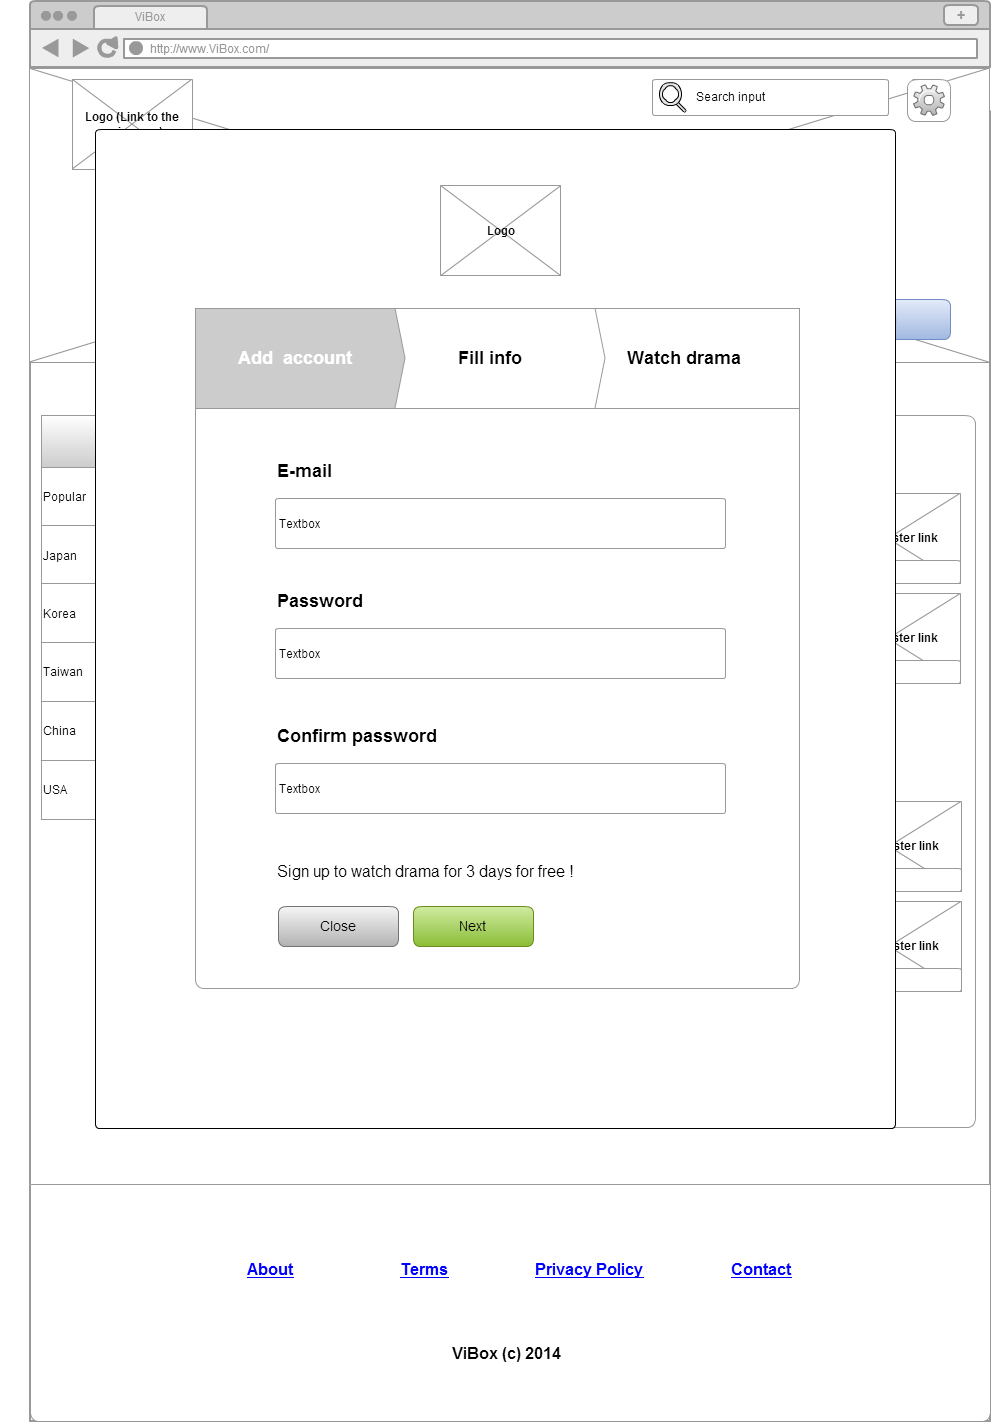 ViBox
+
http://www.ViBox.com/
Logo (Link to the
Search input
Logo
Add  account
Fill info
Watch drama
E-mail
Textbox
Popular
Japan
Korea
Taiwan
China
USA
Password
Textbox
Confirm password
Textbox
Sign up to watch drama for 3 days for free !
Close
Next
ster link
ster link
ster link
ster link
About
Terms
Privacy Policy
Contact
ViBox (c) 2014